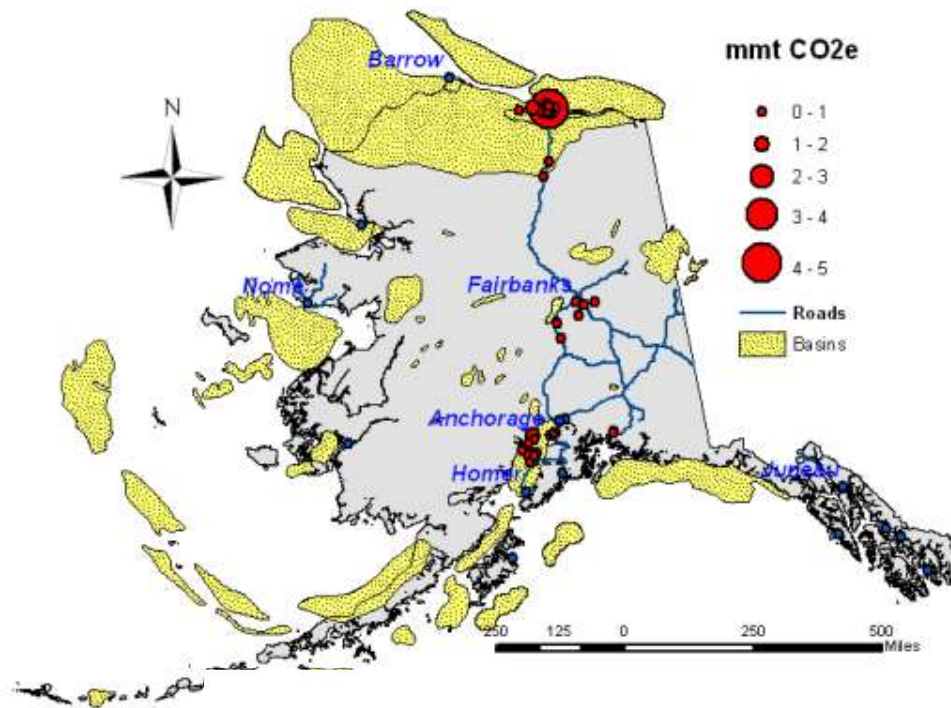 Barrow
mmt CO2e
N
0 - 1
1 - 2
2 - 3
3 - 4
4 - 5
Nome
Fairbanks
Roads
Basins
Anchorage
Homer
Juneau
250 125 0 250 500
Miles